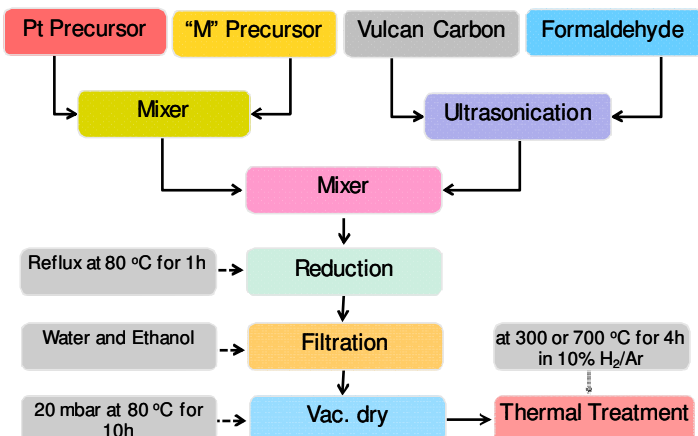 Pt Precursor
“M” Precursor
Vulcan Carbon
Formaldehyde
Mixer
Ultrasonication
Mixer
Reflux at 80 ºC for 1h
Reduction
Water and Ethanol
Filtration
at 300 or 700 ºC for 4h
in 10% H₂/Ar
20 mbar at 80 ºC for
10h
Vac. dry
Thermal Treatment